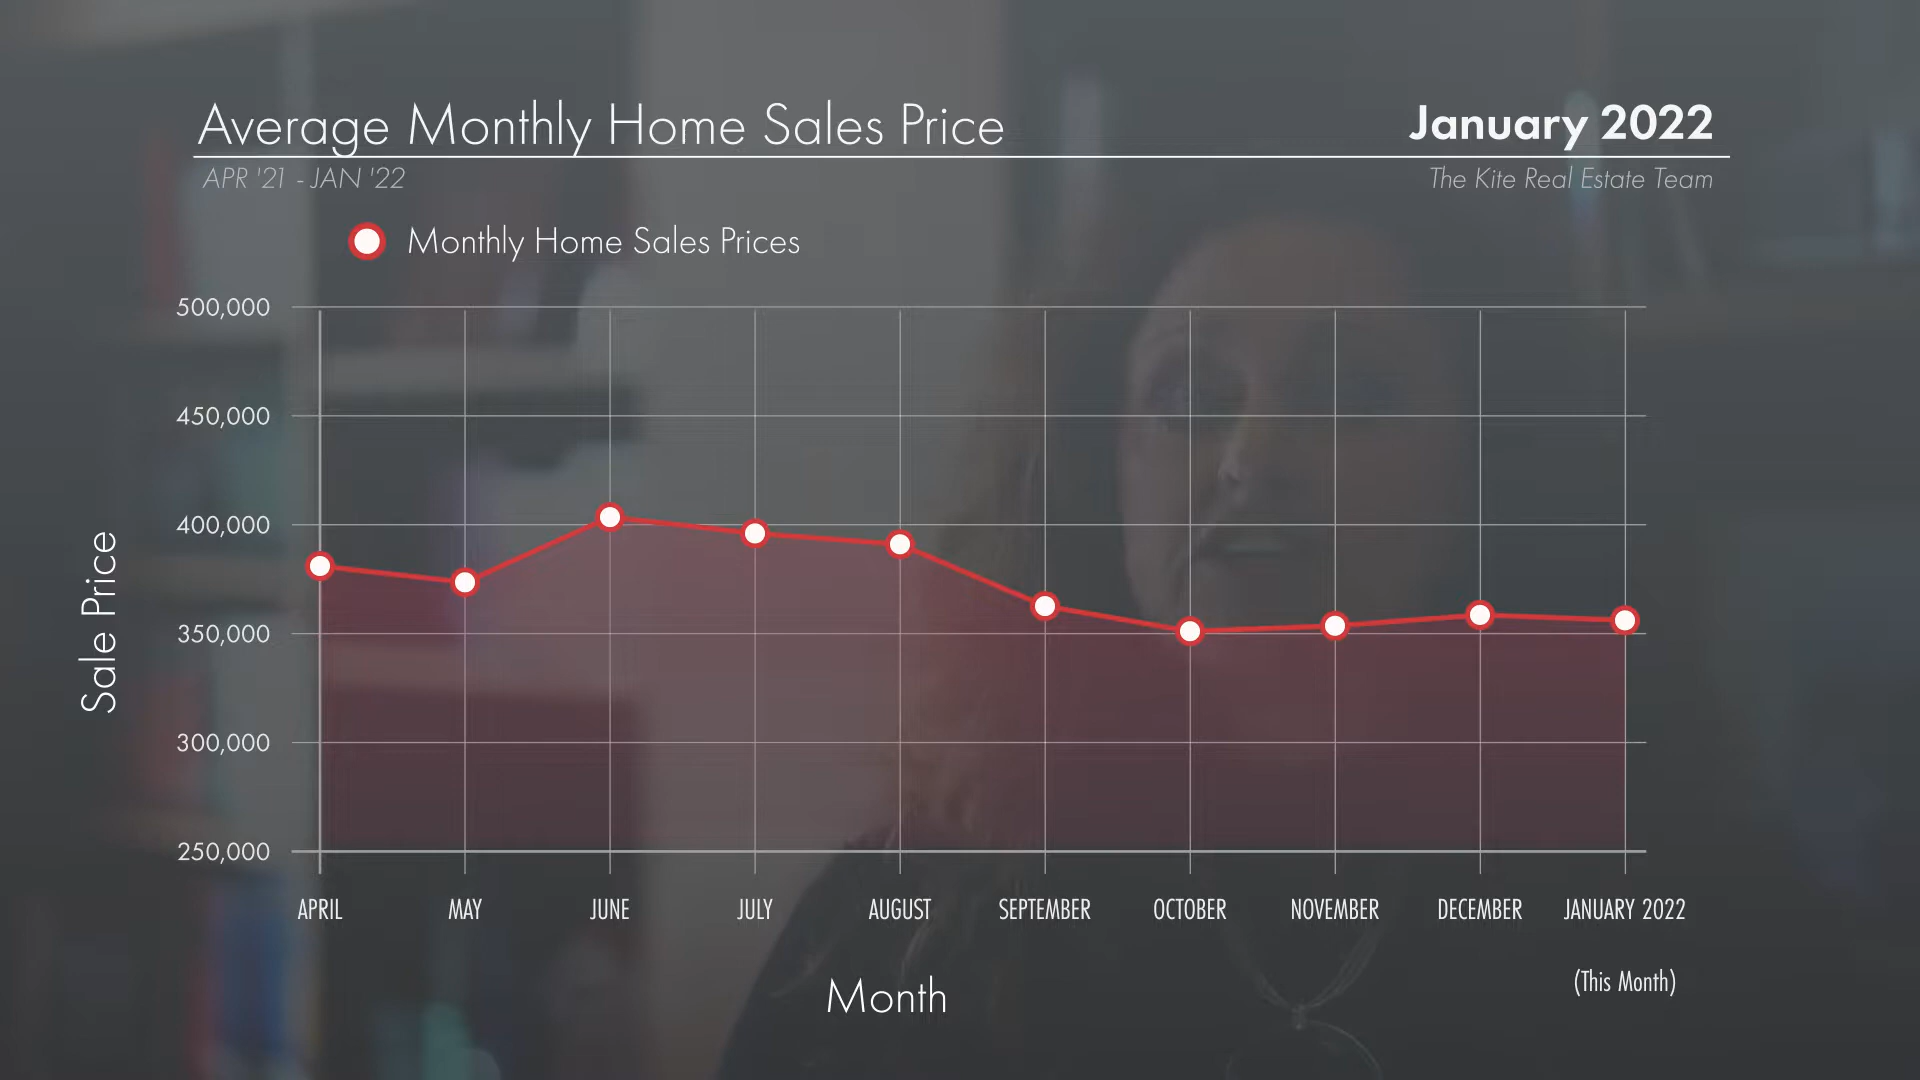 Average Monthly Home Sales Price
January 2022
APR '21 - JAN '22
The Kite Real Estate Team
Monthly Home Sales Prices
500,000
450,000
400,000
350,000
300,000
250,000
Sale Price
APRIL
MAY
JUNE
JULY
AUGUST
SEPTEMBER
OCTOBER
NOVEMBER
DECEMBER
JANUARY 2022
(This Month)
Month